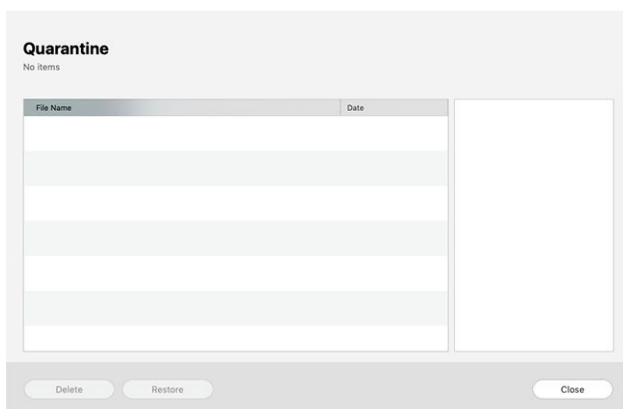 Quarantine
No items
File Name Date
Delete Restore Close